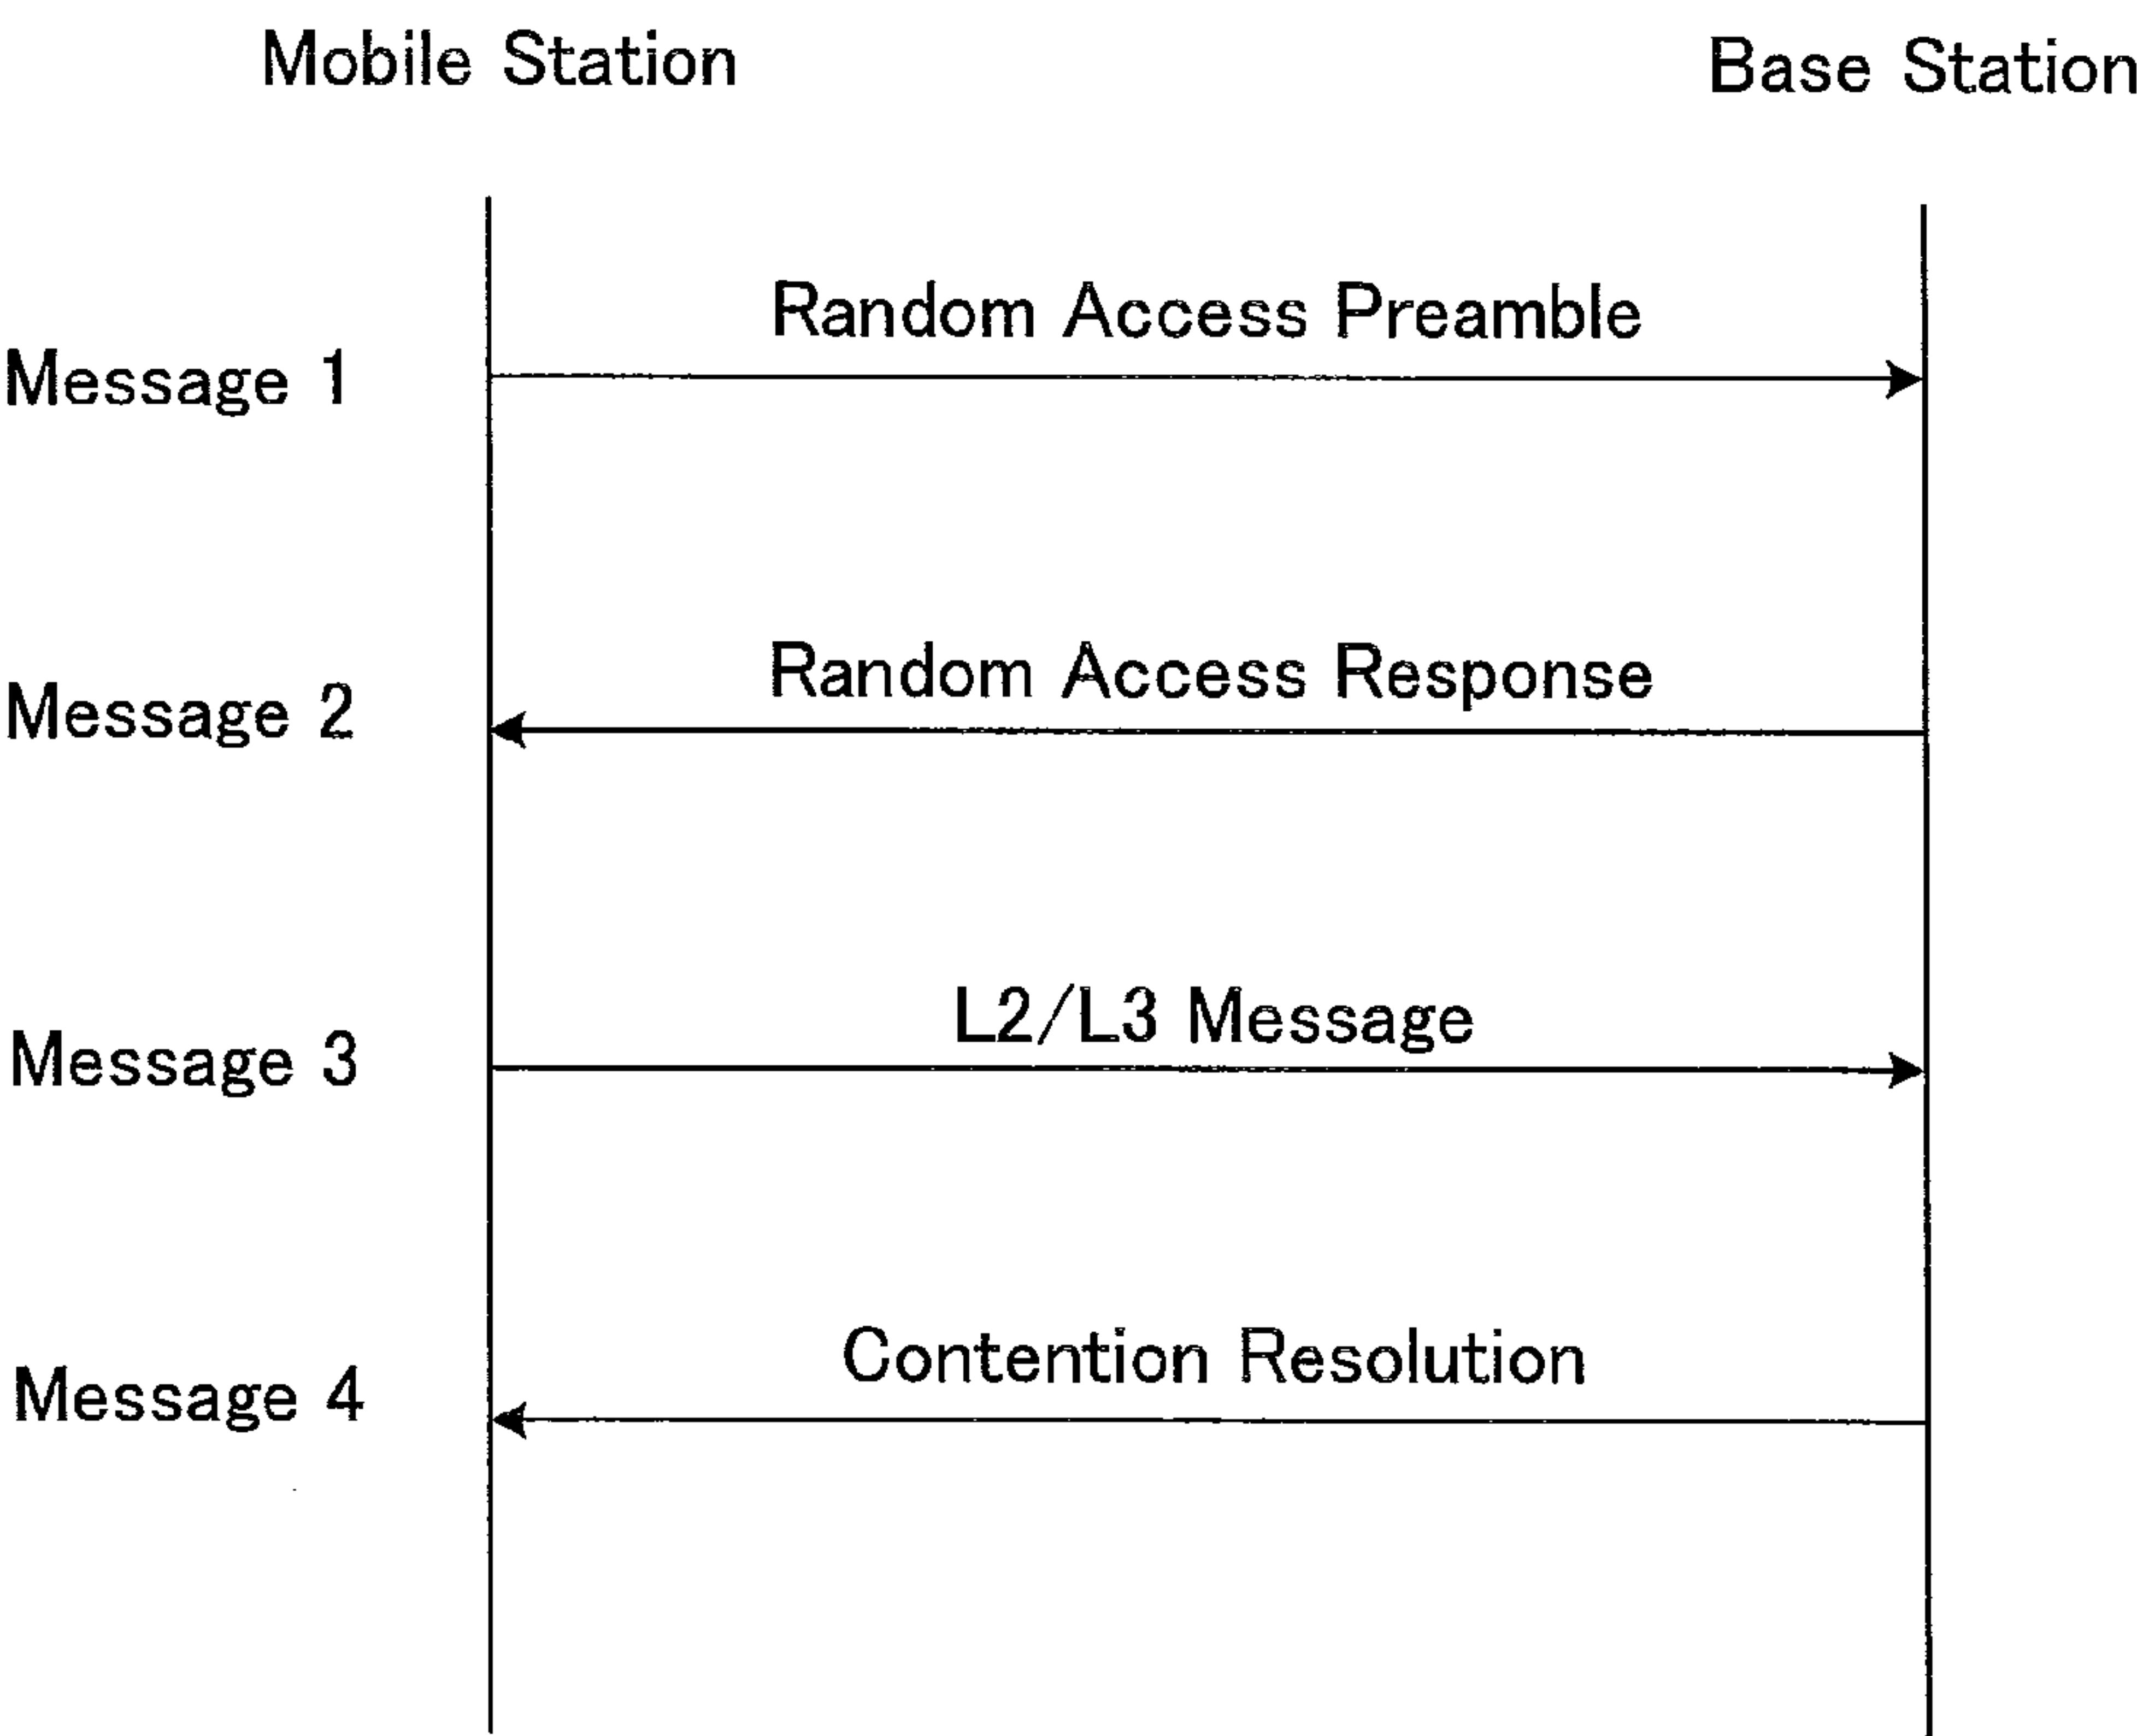 Mobile Station
Base Station
Random Access Preamble
Message 1
Random Access Response
Message 2
L2/L3 Message
Message 3
Contention Resolution
Message 4